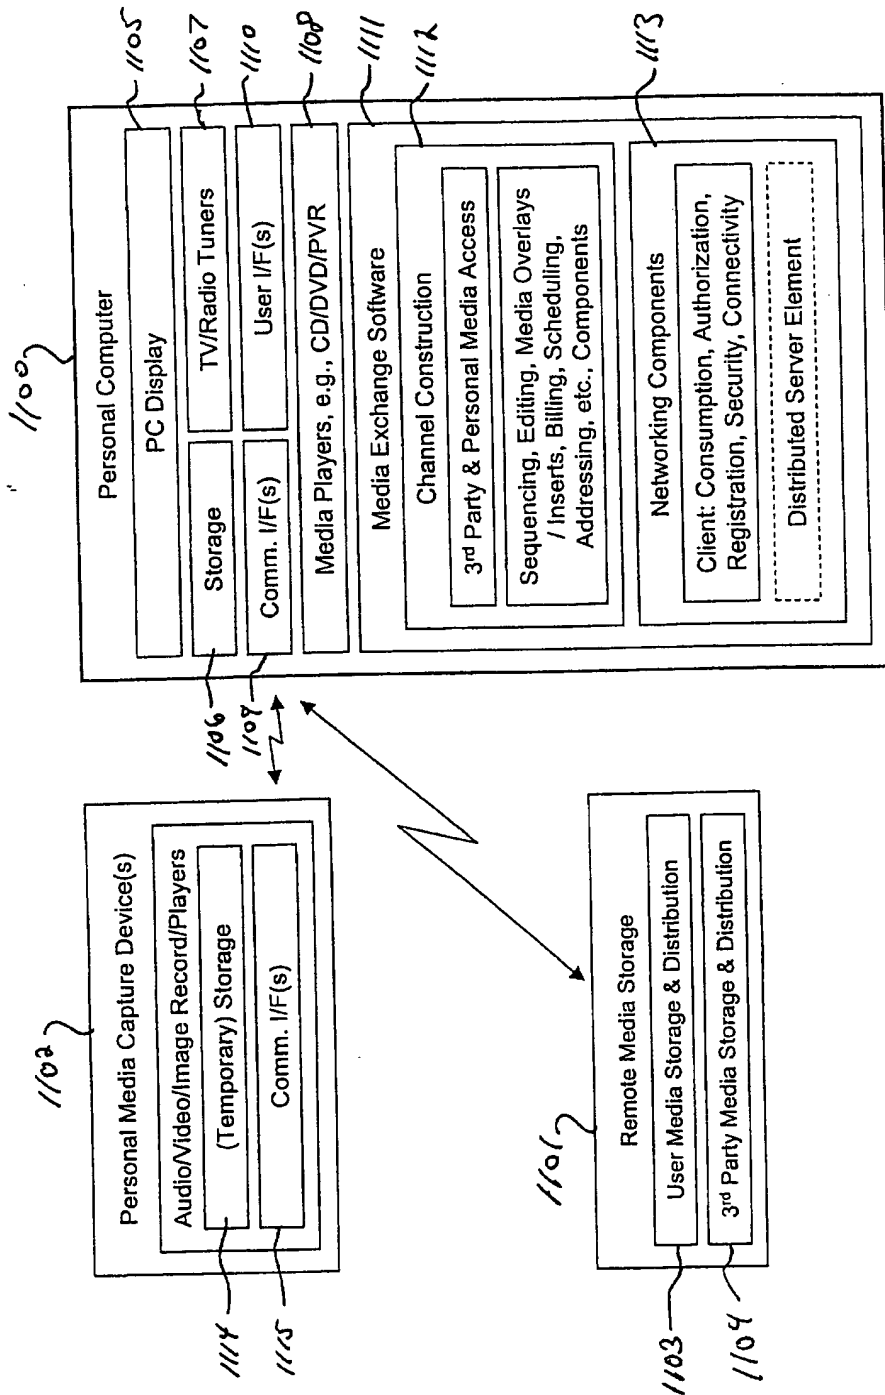 1100
Personal Computer
PC Display
1105
Storage
1106
TV/Radio Tuners
1107
Comm. I/F(s)
1109
User I/F(s)
1110
Media Players, e.g., CD/DVD/PVR
1108
Media Exchange Software
1111
Channel Construction
1112
3rd Party & Personal Media Access
Sequencing, Editing, Media Overlays
/ Inserts, Billing, Scheduling,
Addressing, etc., Components
Networking Components
1113
Client: Consumption, Authorization,
Registration, Security, Connectivity
Distributed Server Element
1102
Personal Media Capture Device(s)
Audio/Video/Image Record/Players
(Temporary) Storage
1114
Comm. I/F(s)
1115
1101
Remote Media Storage
User Media Storage & Distribution
1103
3rd Party Media Storage & Distribution
1104